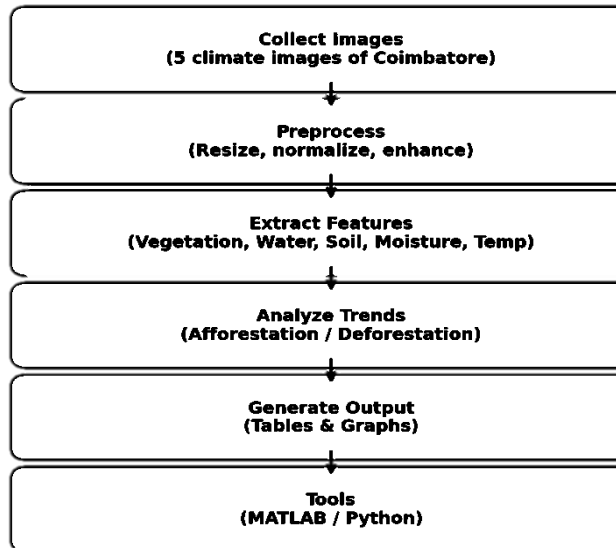 Collect Images
(5 climate images of Coimbatore)
Preprocess
(Resize, normalize, enhance)
Extract Features
(Vegetation, Water, Soil, Moisture, Temp)
Analyze Trends
(Afforestation / Deforestation)
Generate Output
(Tables & Graphs)
Tools
(MATLAB / Python)